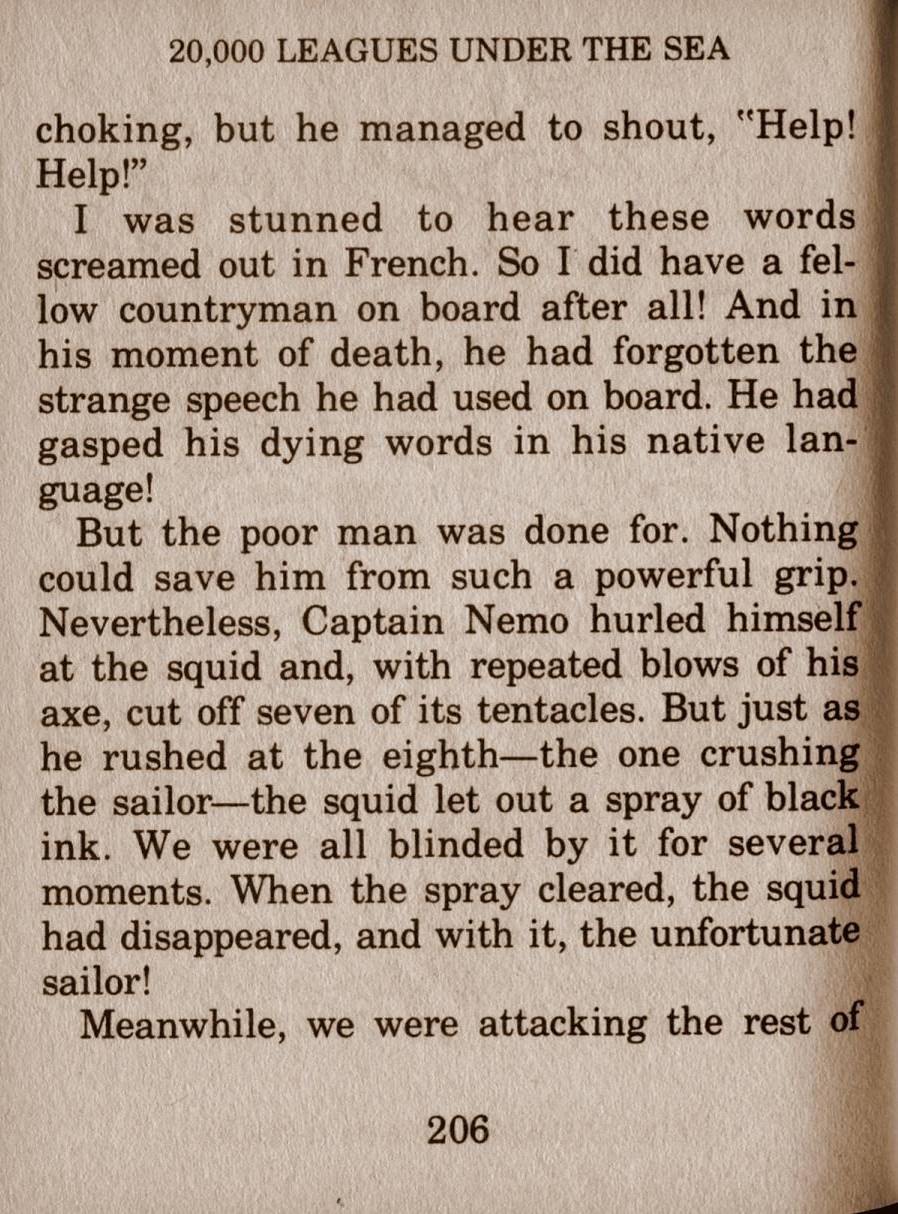 20,000 LEAGUES UNDER THE SEA
choking, but he managed to shout, "Help!
Help!”
I was stunned to hear these words
screamed out in French. So I did have a fel-
low countryman on board after all! And in
his moment of death, he had forgotten the
strange speech he had used on board. He had
gasped his dying words in his native lan-
guage!
But the poor man was done for. Nothing
could save him from such a powerful grip.
Nevertheless, Captain Nemo hurled himself
at the squid and, with repeated blows of his
axe, cut off seven of its tentacles. But just as
he rushed at the eighth—the one crushing
the sailor—the squid let out a spray of black
ink. We were all blinded by it for several
moments. When the spray cleared, the squid
had disappeared, and with it, the unfortunate
sailor!
Meanwhile, we were attacking the rest of
206